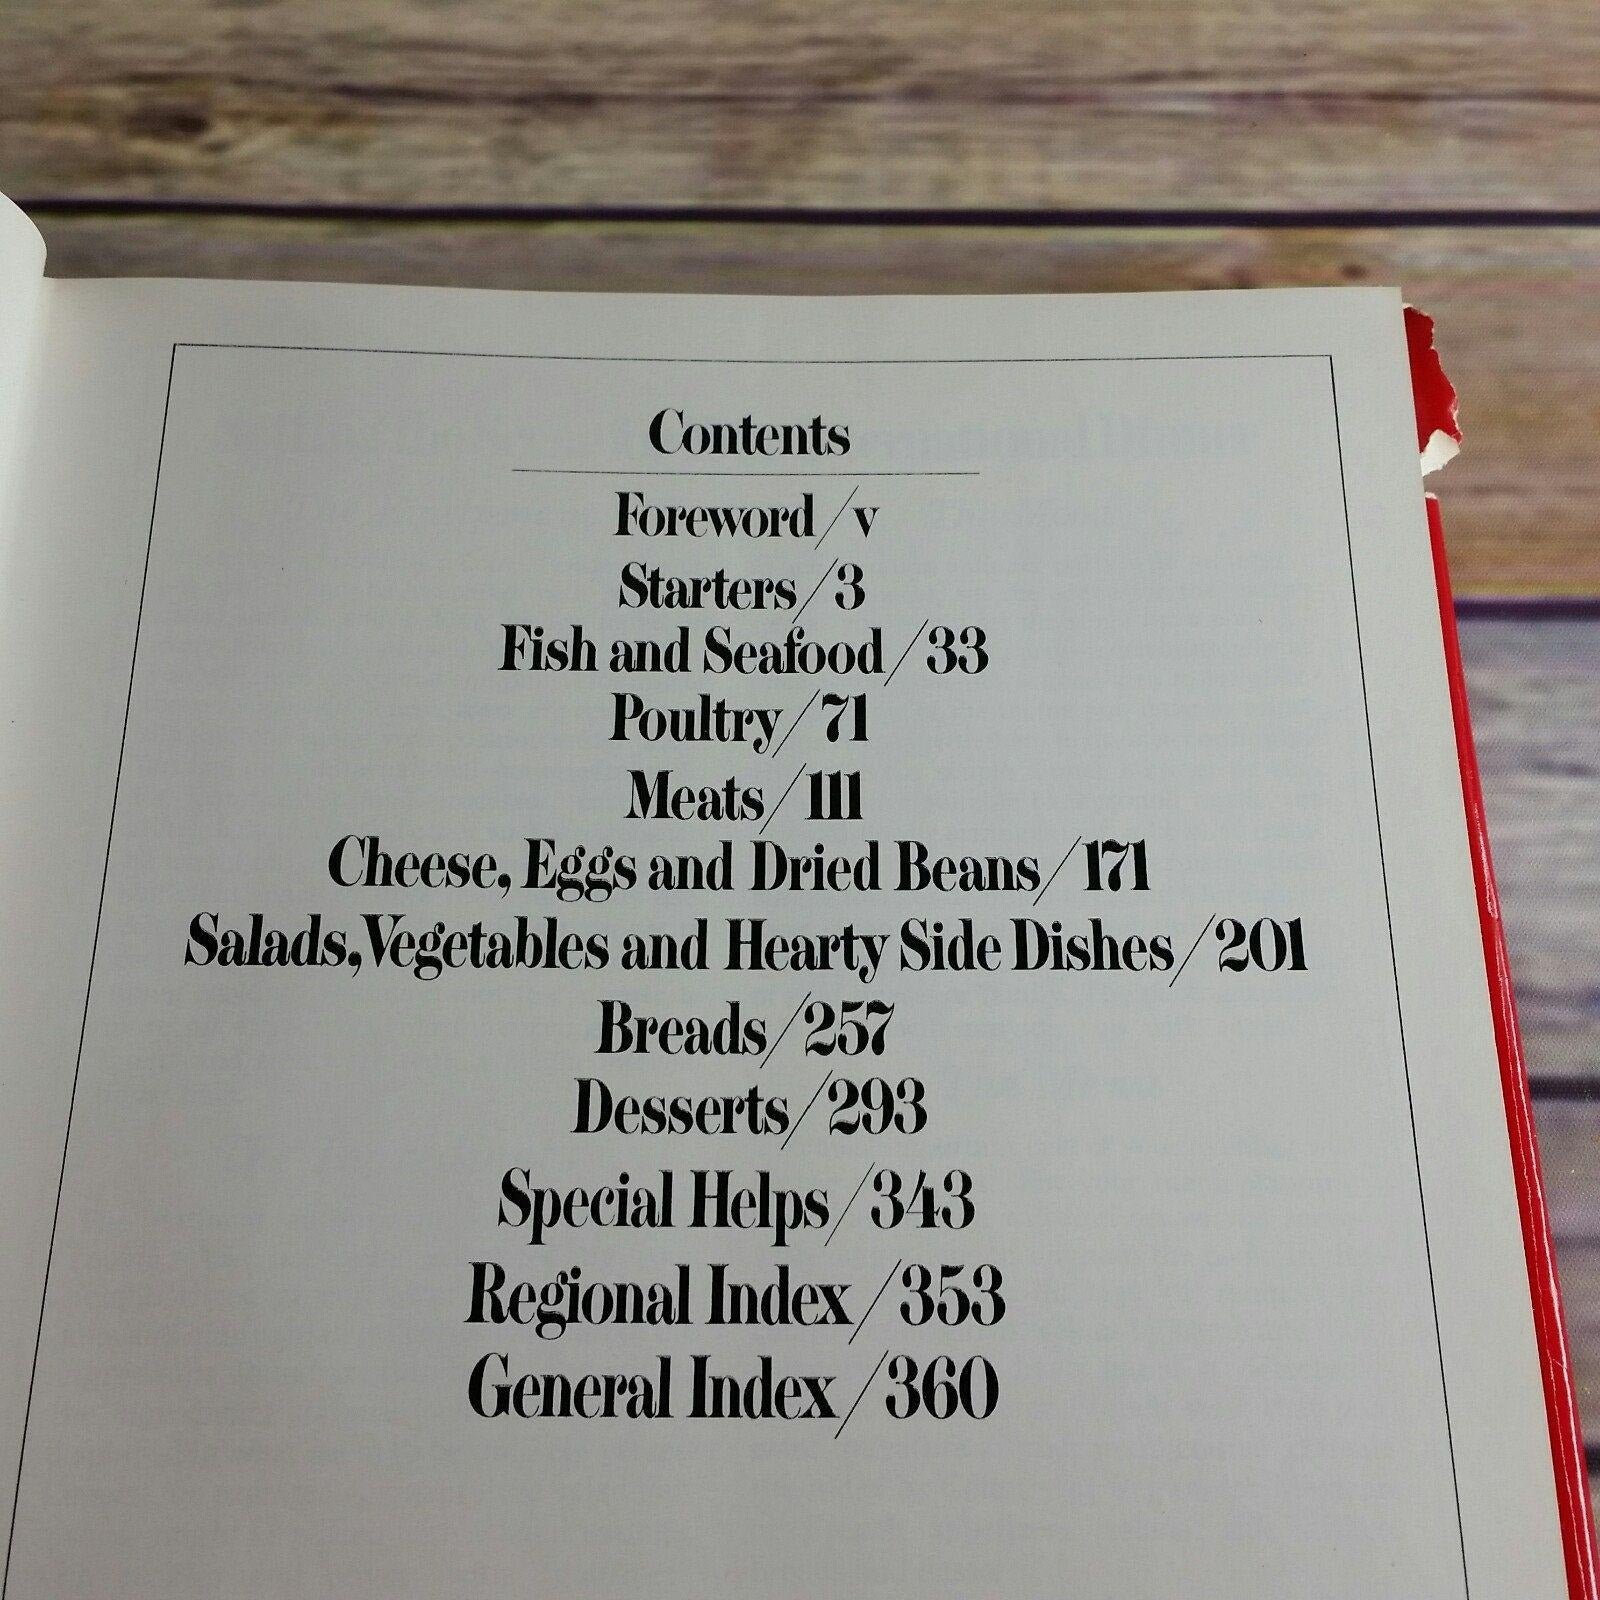 Contents
Foreword/v
Starters/3
Fish and Seafood/33
Poultry/71
Meats/111
Cheese, Eggs and Dried Beans/171
Salads, Vegetables and Hearty Side Dishes/201
Breads/257
Desserts/293
Special Helps/343
Regional Index/353
General Index/360